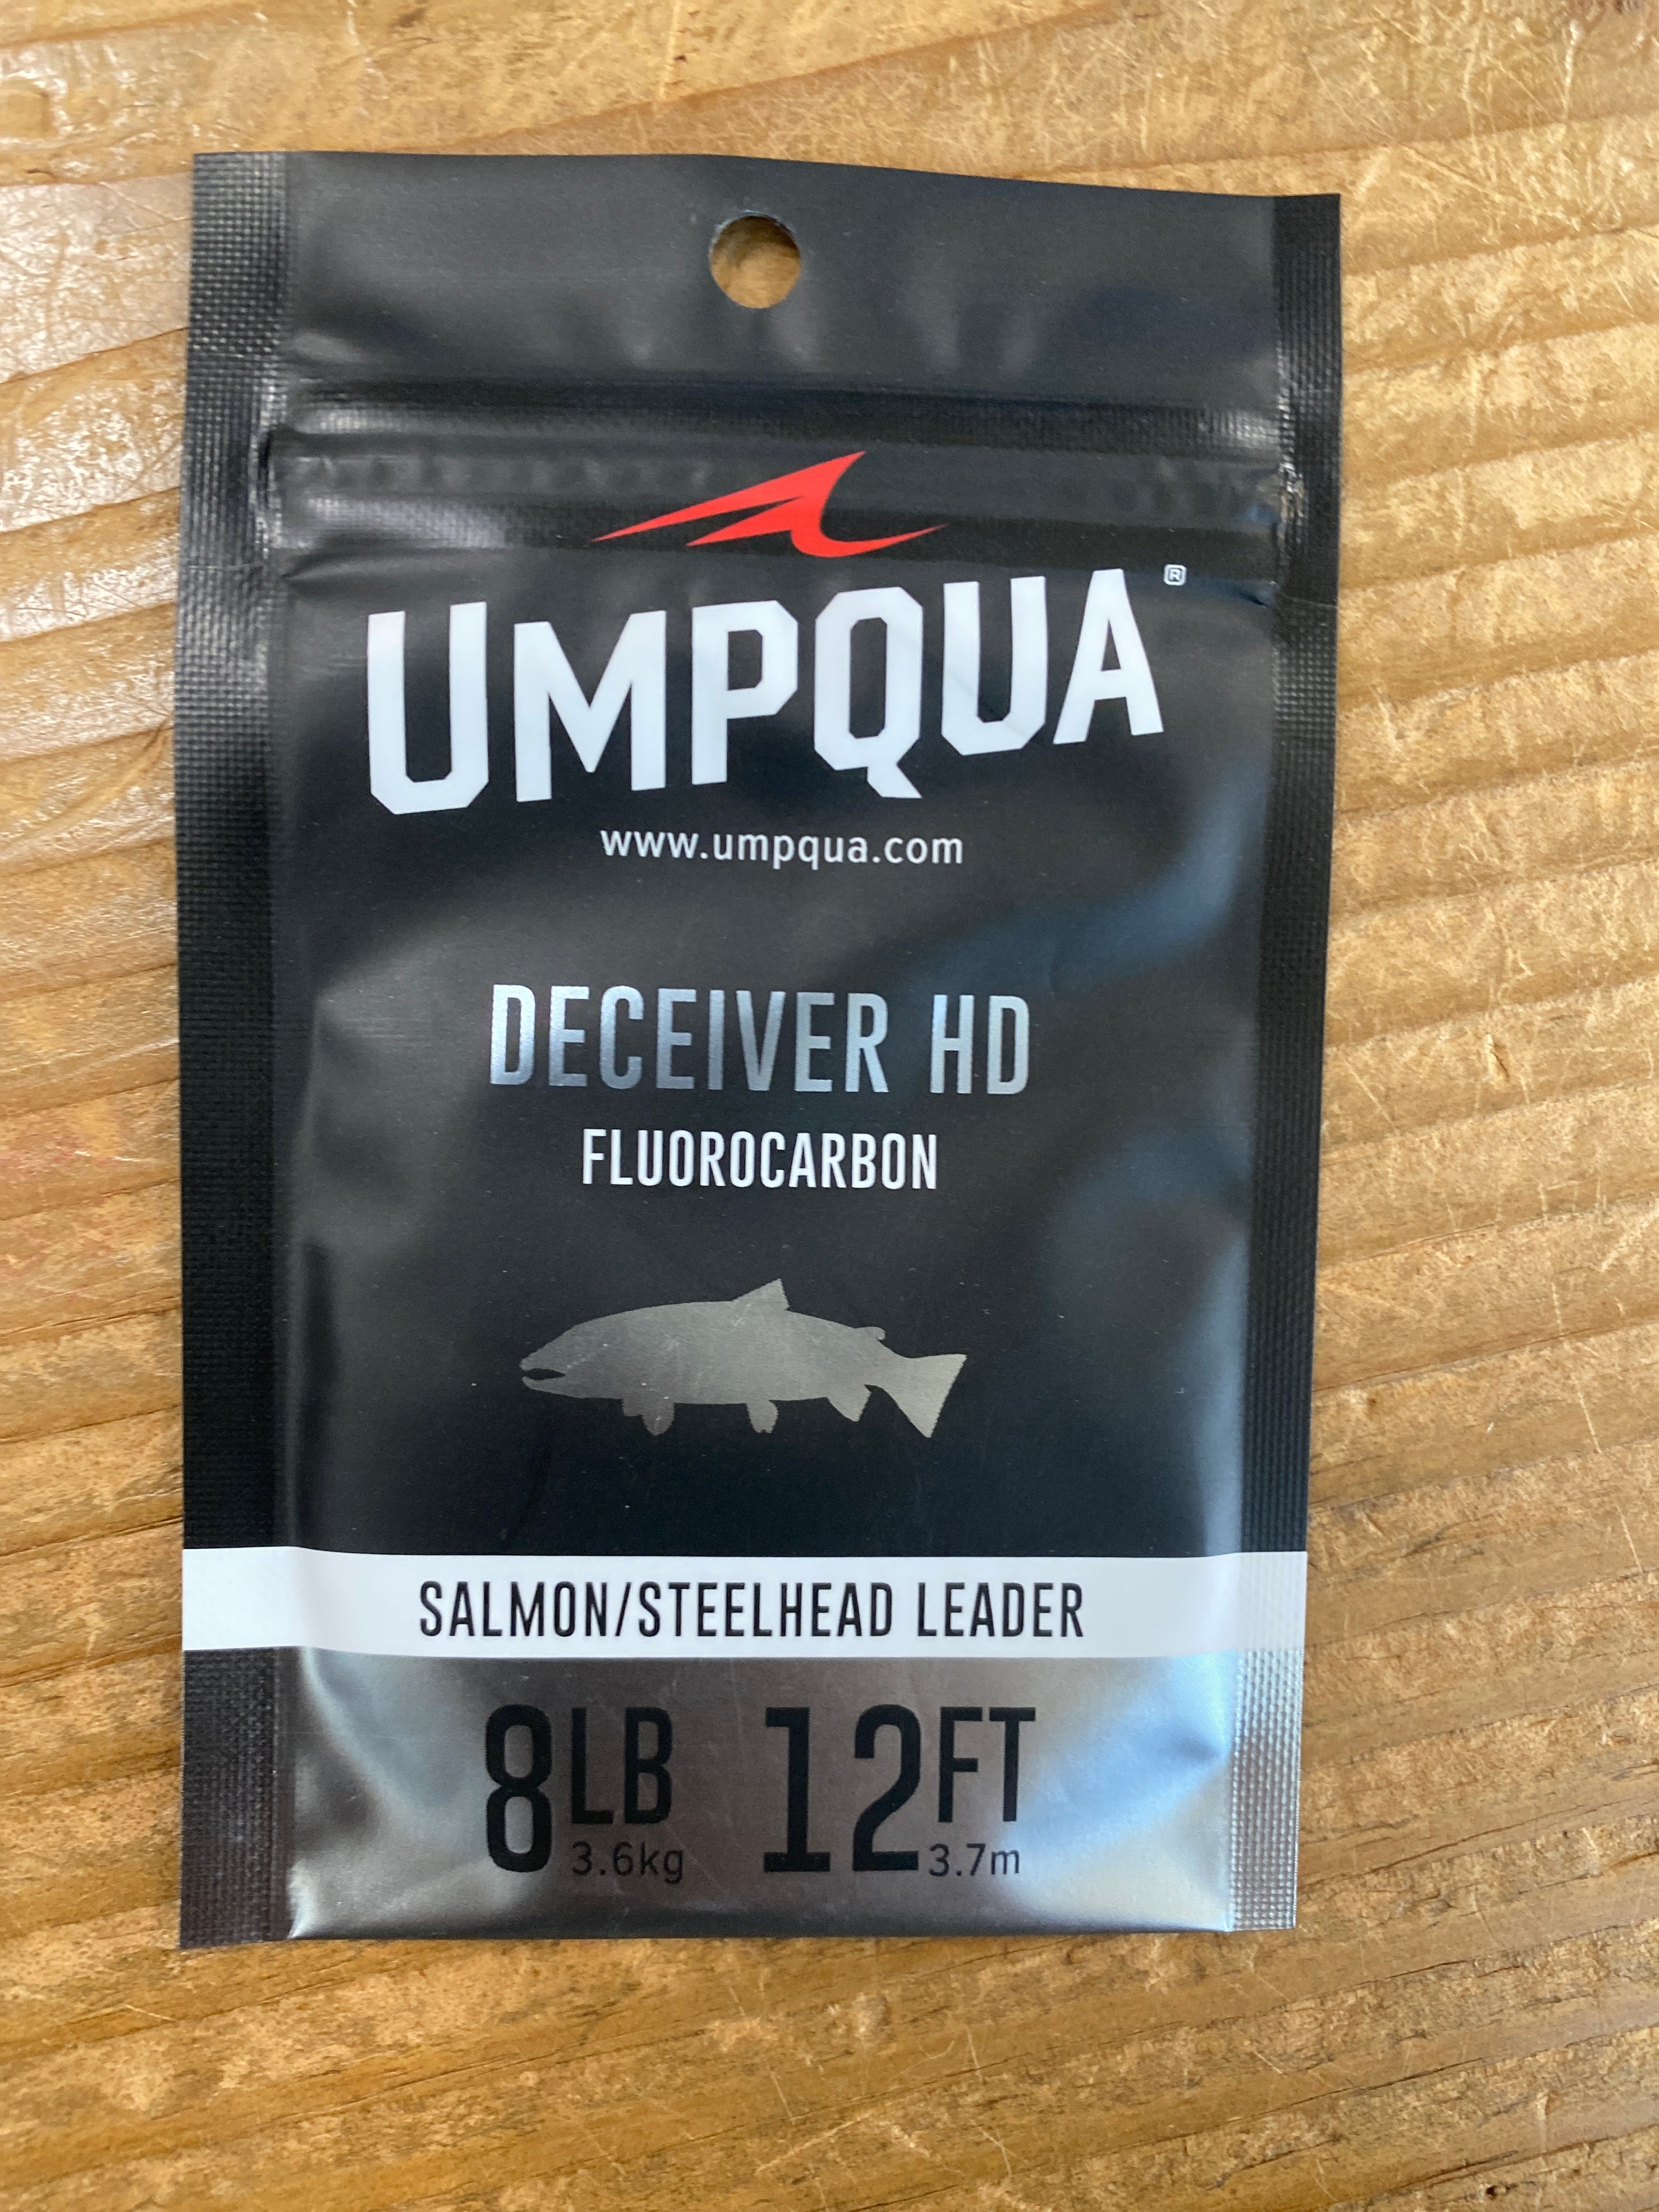 UMPQUA®
www.umpqua.com
DECEIVER HD
FLUOROCARBON
SALMON/STEELHEAD LEADER
8LB 12FT
3.6kg 3.7m